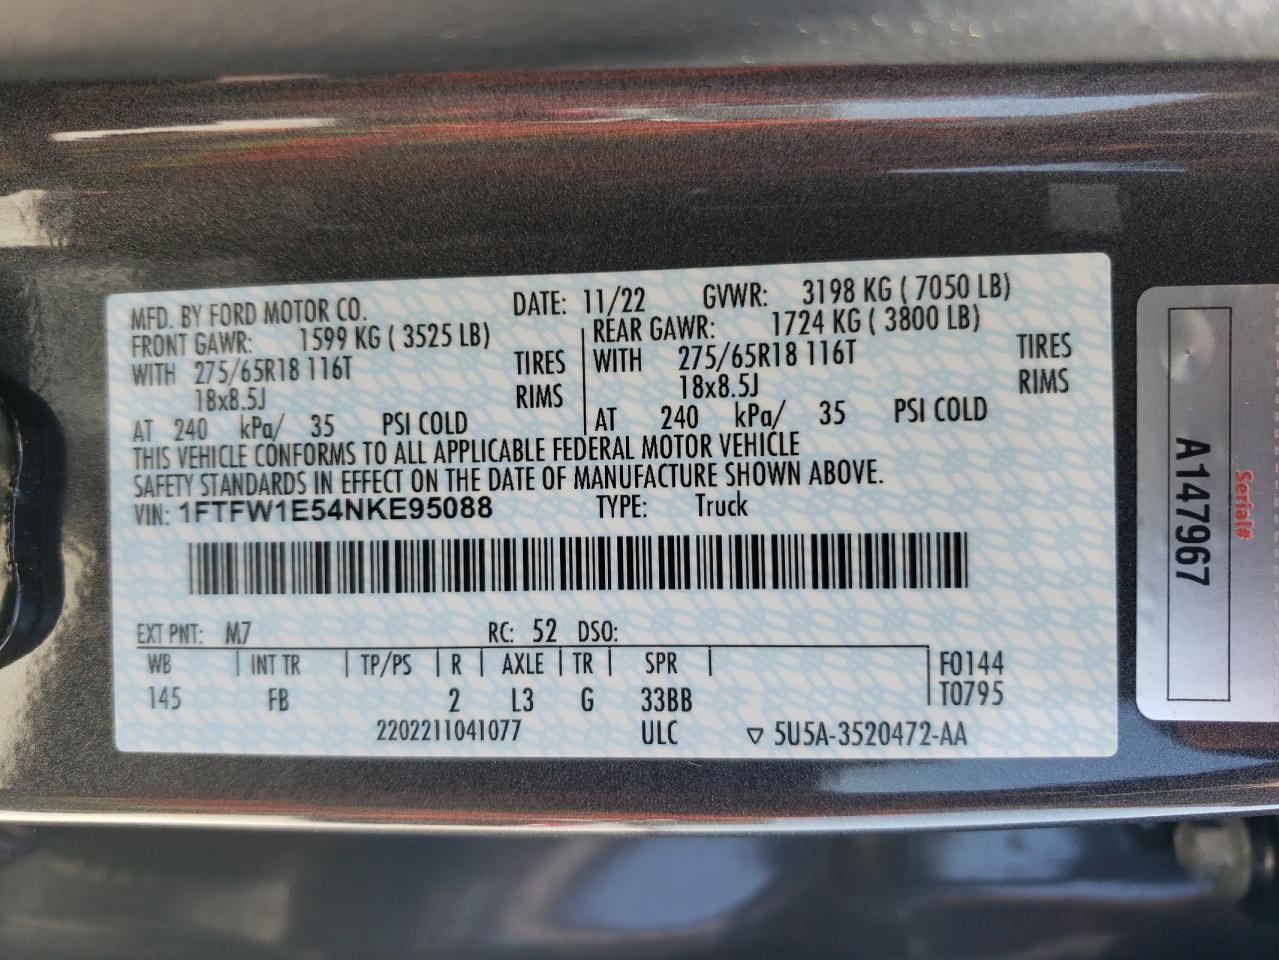 MFD. BY FORD MOTOR CO. DATE: 11/22 GVWR: 3198 KG ( 7050 LB)
FRONT GAWR: 1599 KG ( 3525 LB) REAR GAWR: 1724 KG ( 3800 LB)
WITH 275/65R18 116T TIRES WITH 275/65R18 116T TIRES
18x8.5J RIMS 18x8.5J RIMS
AT 240 kPa/ 35 PSI COLD AT 240 kPa/ 35 PSI COLD
THIS VEHICLE CONFORMS TO ALL APPLICABLE FEDERAL MOTOR VEHICLE
SAFETY STANDARDS IN EFFECT ON THE DATE OF MANUFACTURE SHOWN ABOVE.
VIN: 1FTFW1E54NKE95088 TYPE: Truck
EXT PNT: M7 RC: 52 DSO:
WB INT TR TP/PS R AXLE TR SPR F0144
145 FB 2 L3 G 33BB T0795
2202211041077 ULC ▽ 5U5A-3520472-AA
Serial#
A147967